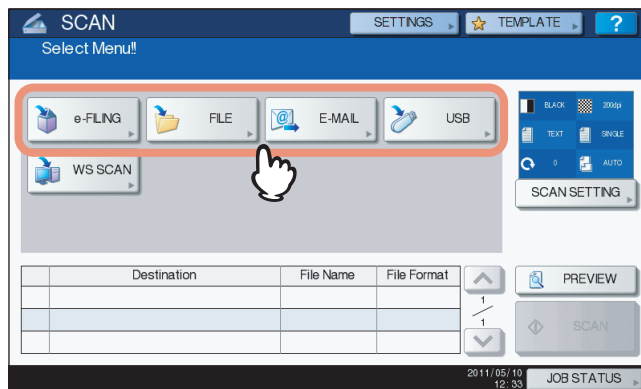 SCAN
SETTINGS
TEMPLATE
?
Select Menu!!
e-FILING
FILE
E-MAIL
USB
WS SCAN
BLACK
200dpi
TEXT
SINGLE
0
AUTO
SCAN SETTING
Destination
File Name
File Format
1
1
PREVIEW
SCAN
2011/05/10
12:33
JOB STATUS